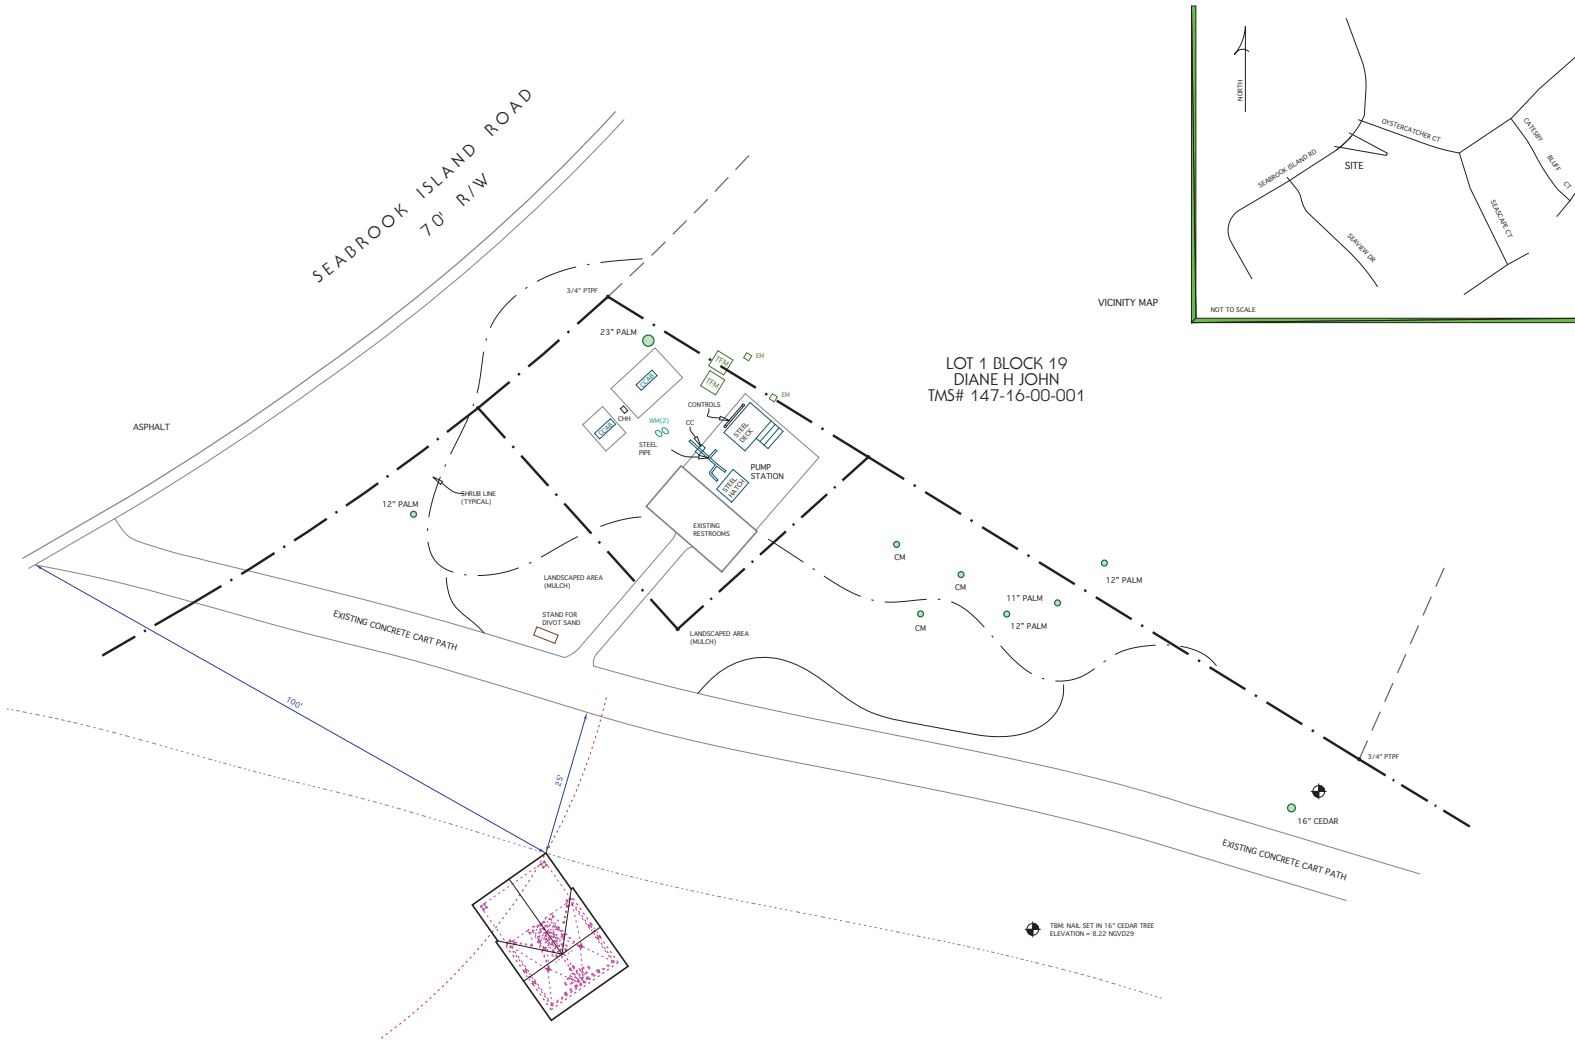 NORTH
OYSTERCATCHER CT
CATESBY BLUFF CT
SEABROOK ISLAND RD
SITE
SEASCAPE CT
SEAVIEW DR
NOT TO SCALE
VICINITY MAP
SEABROOK ISLAND ROAD
70' R/W
3/4" PTPF
23" PALM
TFM
EM
TFM
EM
CCAB
CONTROLS
CHH
WM(2)
CC
CCAB
STEEL
PIPE
STEEL
DECK
PUMP
STATION
STEEL
HATCH
LOT 1 BLOCK 19
DIANE H JOHN
TMS# 147-16-00-001
ASPHALT
SHRUB LINE
(TYPICAL)
12" PALM
EXISTING
RESTROOMS
LANDSCAPED AREA
(MULCH)
STAND FOR
DIVOT SAND
EXISTING CONCRETE CART PATH
LANDSCAPED AREA
(MULCH)
CM
CM
CM
11" PALM
12" PALM
12" PALM
100'
25'
3/4" PTPF
16" CEDAR
EXISTING CONCRETE CART PATH
TBM: NAIL SET IN 16" CEDAR TREE
ELEVATION = 8.22 NGVD29